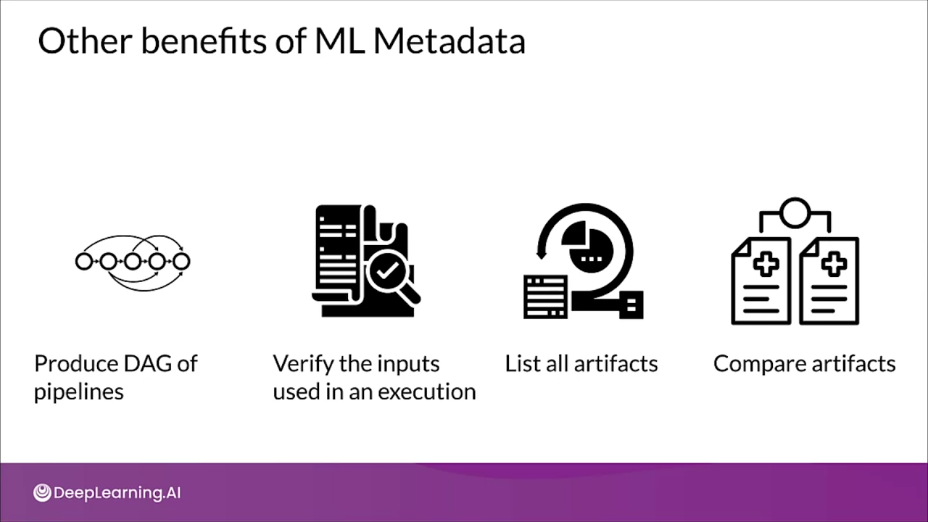 Other benefits of ML Metadata
Produce DAG of
pipelines
Verify the inputs
used in an execution
List all artifacts
Compare artifacts
DeepLearning.AI